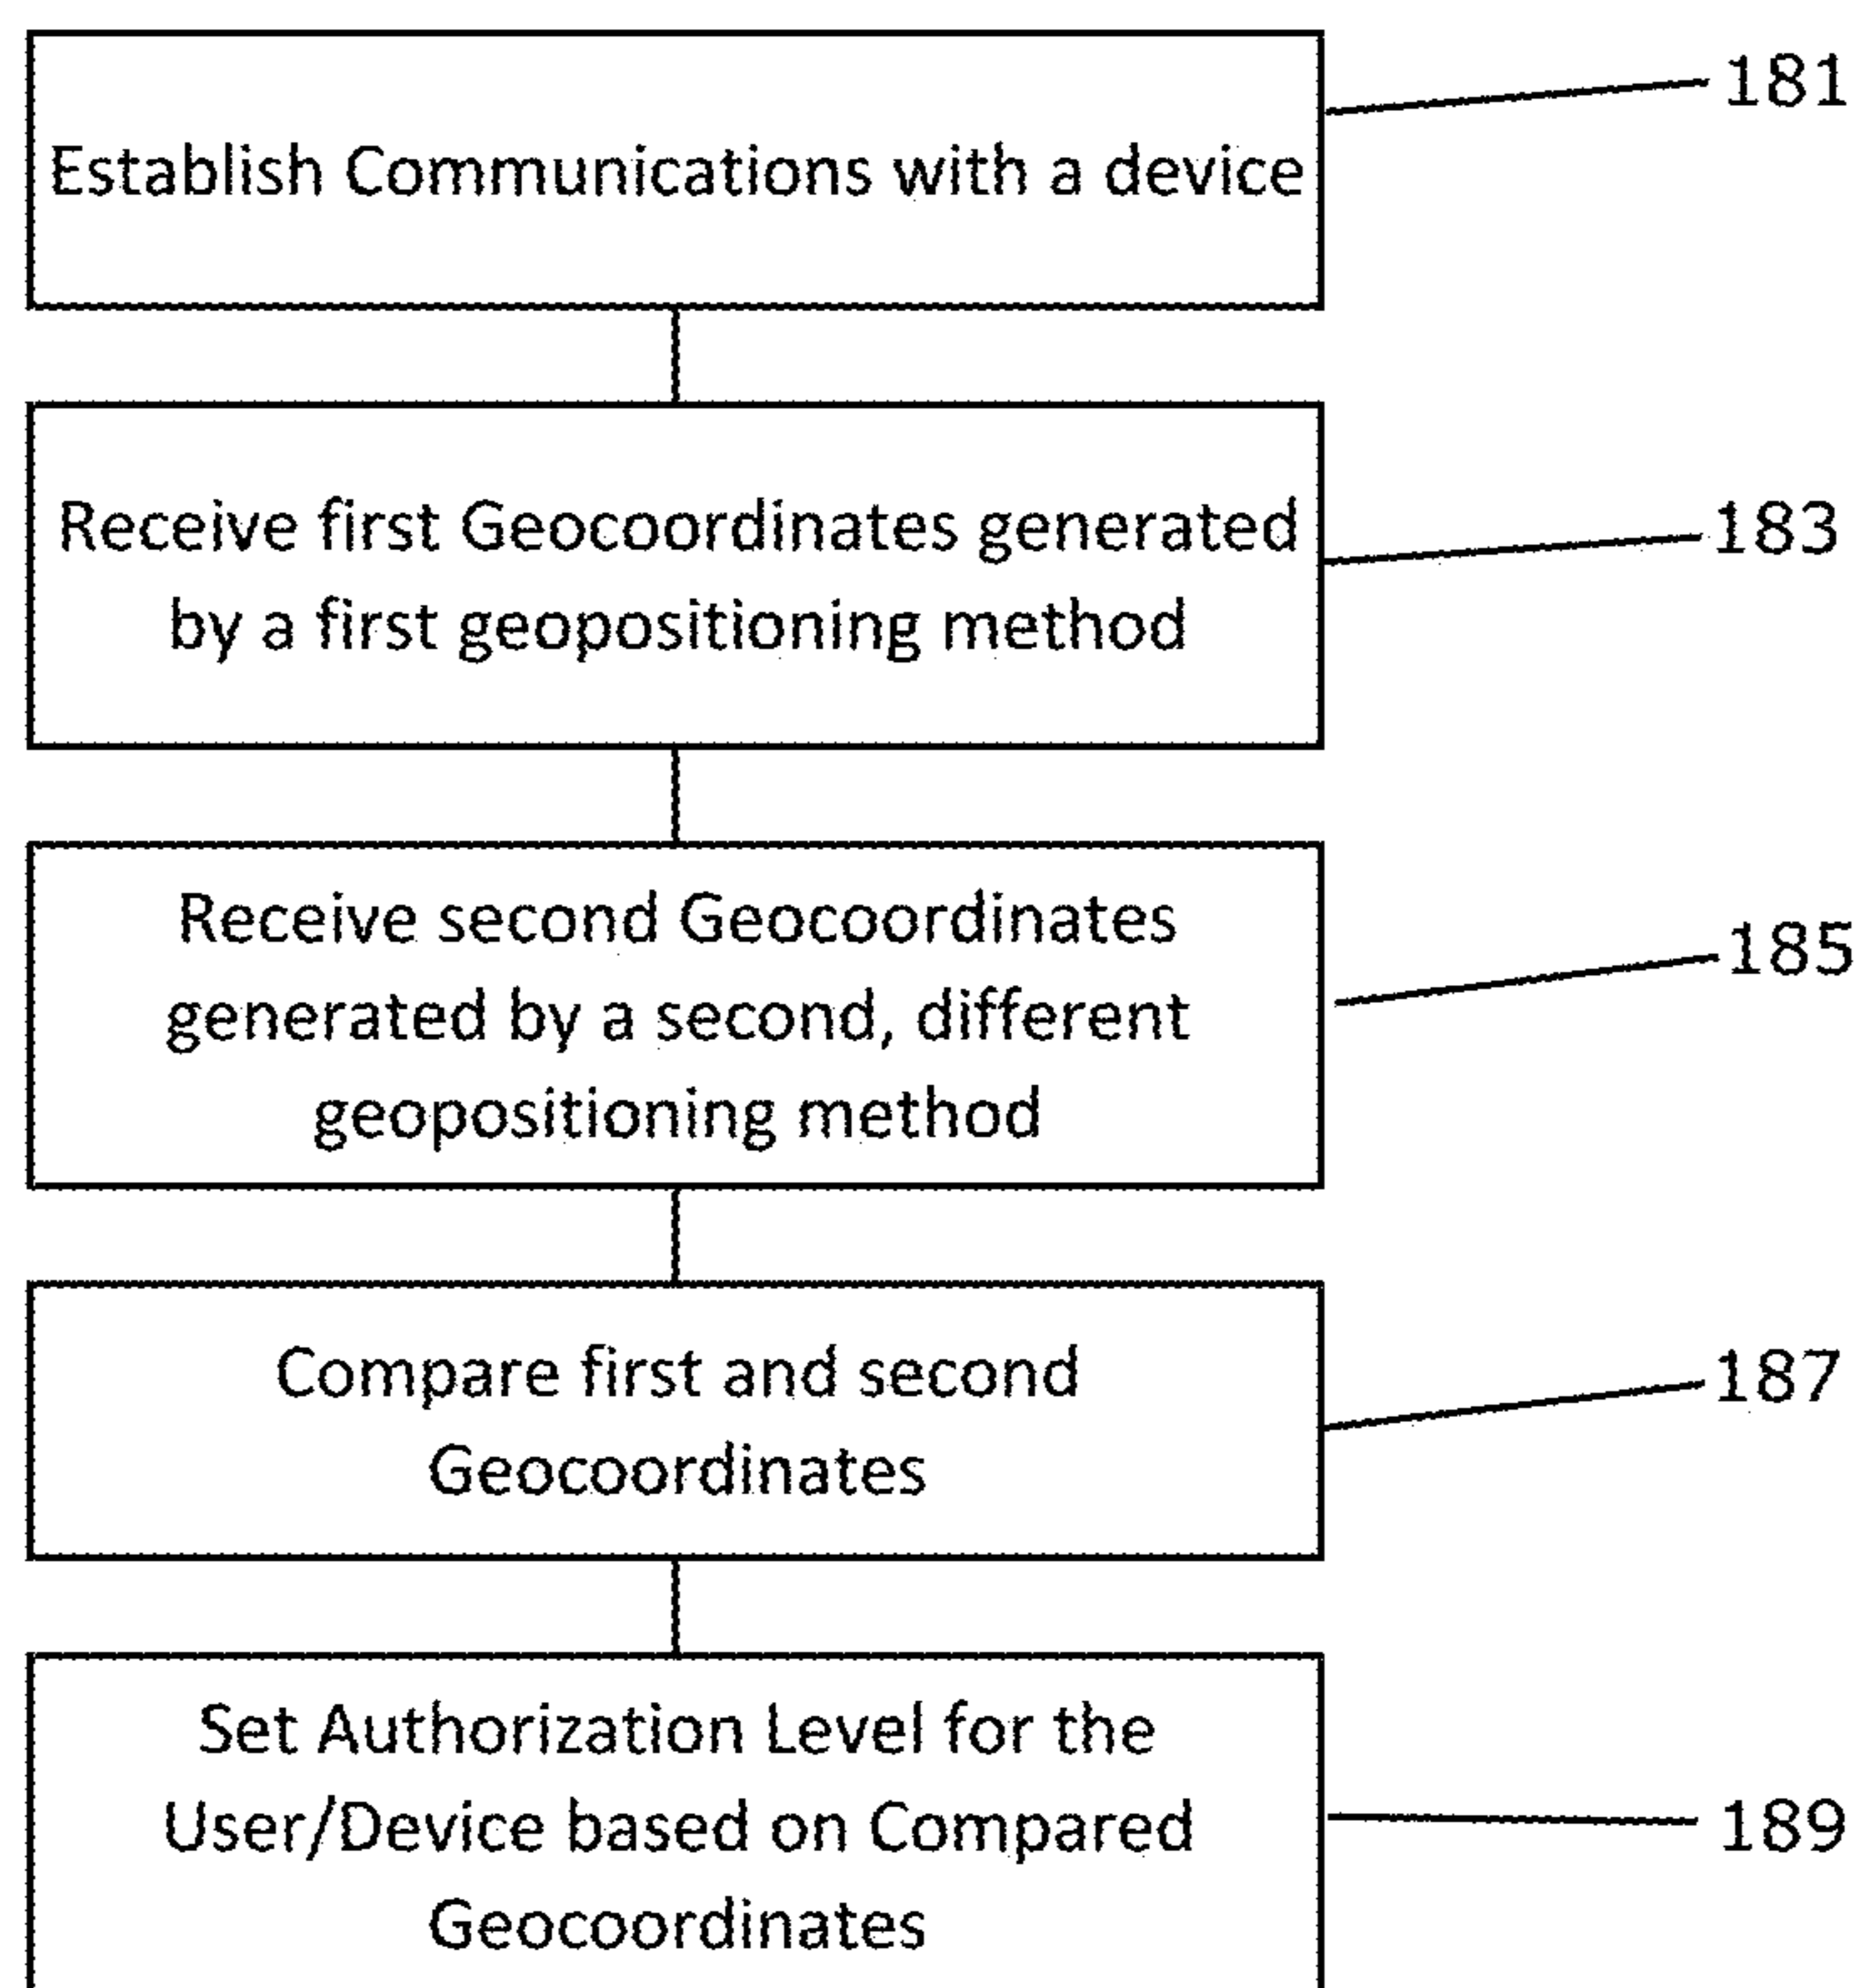 181
Establish Communications with a device
Receive first Geocoordinates generated
by a first geopositioning method
183
Receive second Geocoordinates
generated by a second, different
geopositioning method
185
Compare first and second
Geocoordinates
187
Set Authorization Level for the
User/Device based on Compared
Geocoordinates
189